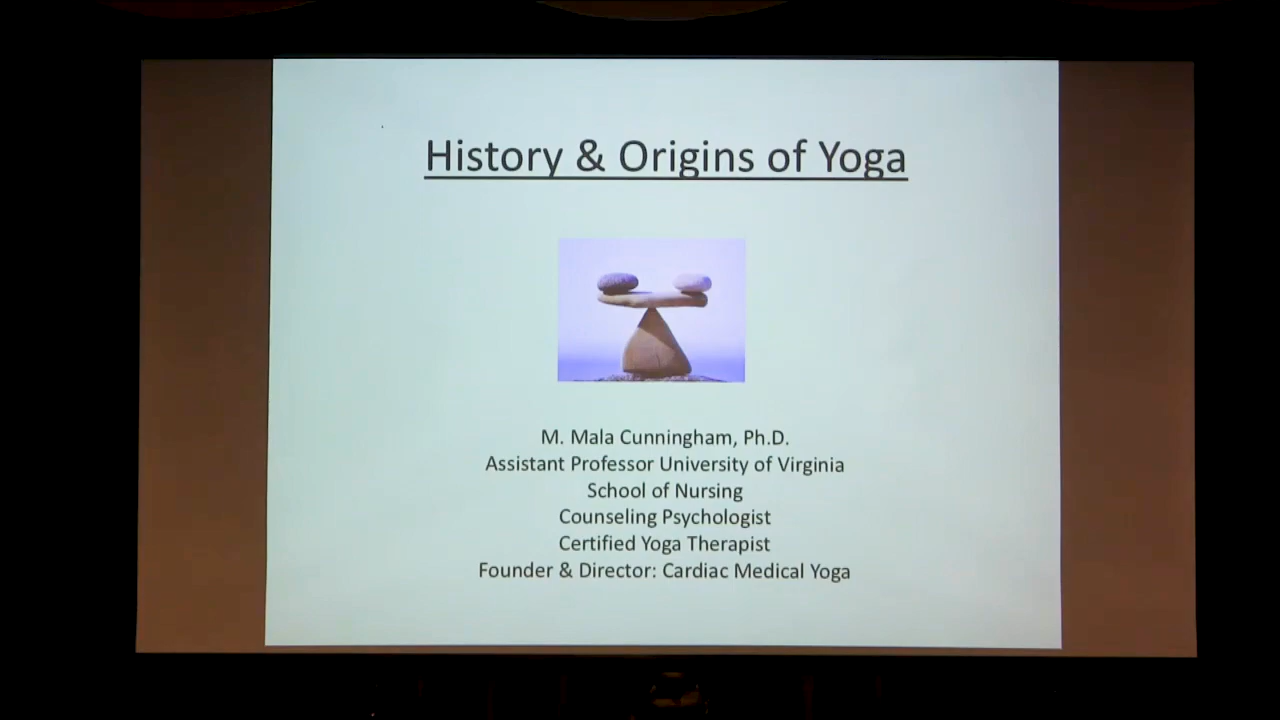 History & Origins of Yoga
M. Mala Cunningham, Ph.D.
Assistant Professor University of Virginia
School of Nursing
Counseling Psychologist
Certified Yoga Therapist
Founder & Director: Cardiac Medical Yoga